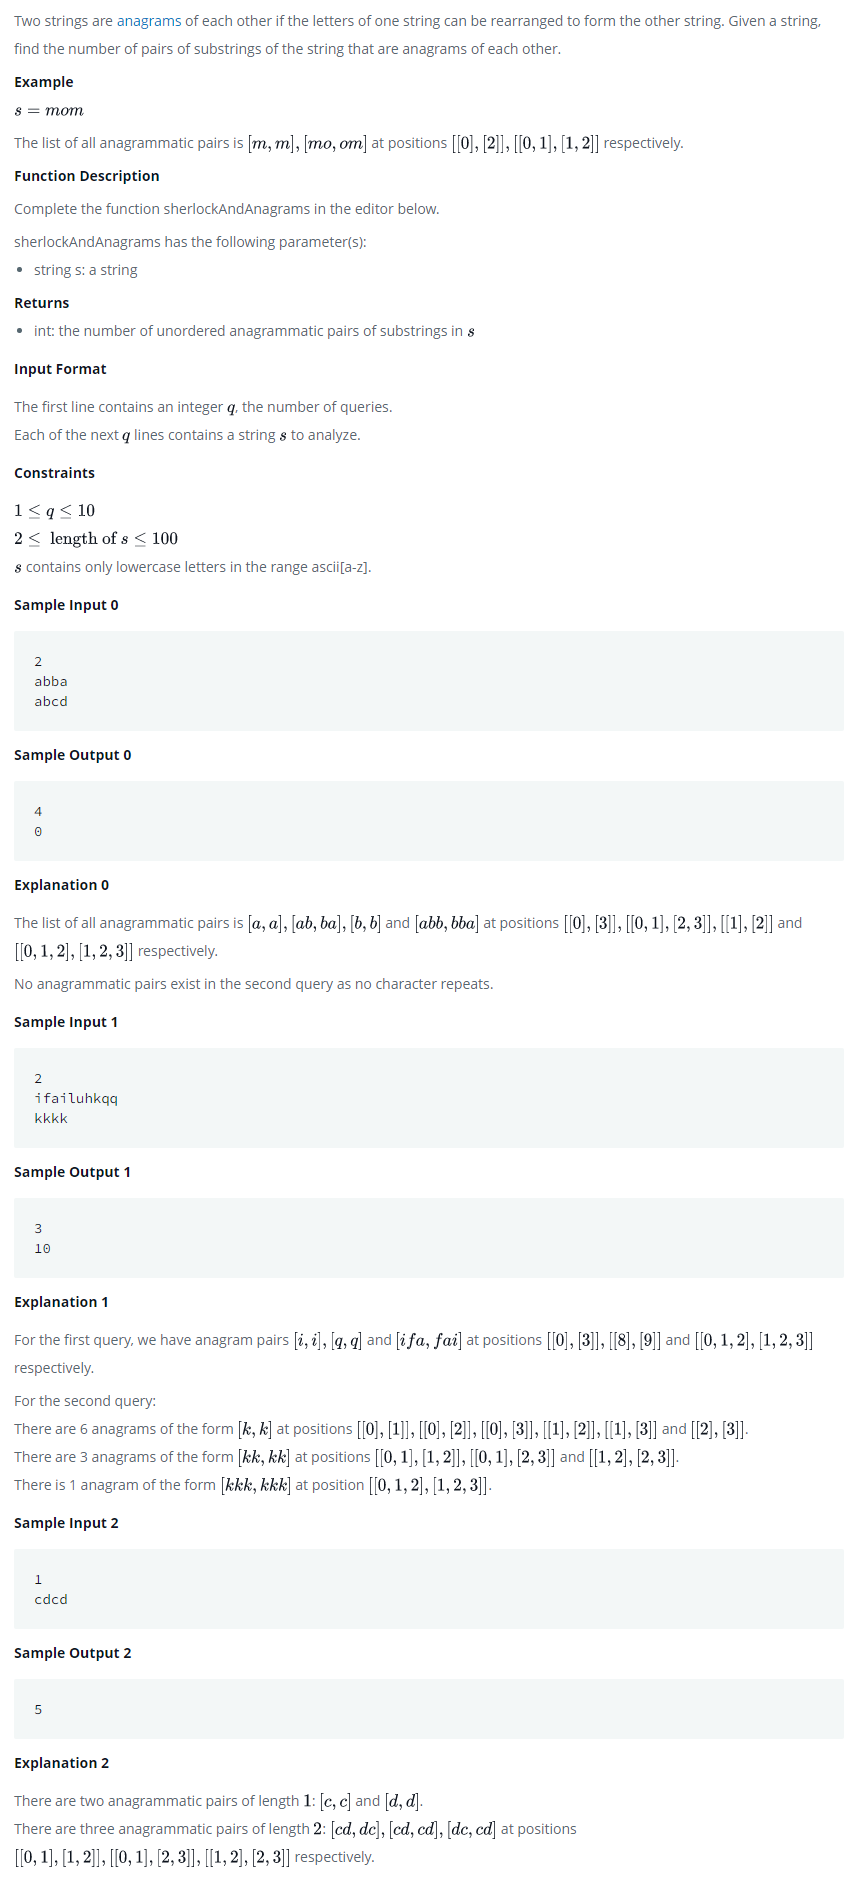 Two strings are anagrams of each other if the letters of one string can be rearranged to form the other string. Given a string,
find the number of pairs of substrings of the string that are anagrams of each other.
Example
s = mom
The list of all anagrammatic pairs is [m, m], [mo, om] at positions [[0], [2]], [[0, 1], [1, 2]] respectively.
Function Description
Complete the function sherlockAndAnagrams in the editor below.
sherlockAndAnagrams has the following parameter(s):
• string s: a string
Returns
• int: the number of unordered anagrammatic pairs of substrings in s
Input Format
The first line contains an integer q, the number of queries.
Each of the next q lines contains a string s to analyze.
Constraints
1 ≤ q ≤ 10
2 ≤ length of s ≤ 100
s contains only lowercase letters in the range ascii[a-z].
Sample Input 0
2
abba
abcd
Sample Output 0
4
0
Explanation 0
The list of all anagrammatic pairs is [a, a], [ab, ba], [b, b] and [abb, bba] at positions [[0], [3]], [[0, 1], [2, 3]], [[1], [2]] and
[[0, 1, 2], [1, 2, 3]] respectively.
No anagrammatic pairs exist in the second query as no character repeats.
Sample Input 1
2
ifailuhkqq
kkkk
Sample Output 1
3
10
Explanation 1
For the first query, we have anagram pairs [i, i], [q, q] and [ifa, fai] at positions [[0], [3]], [[8], [9]] and [[0, 1, 2], [1, 2, 3]]
respectively.
For the second query:
There are 6 anagrams of the form [k, k] at positions [[0], [1]], [[0], [2]], [[0], [3]], [[1], [2]], [[1], [3]] and [[2], [3]].
There are 3 anagrams of the form [kk, kk] at positions [[0, 1], [1, 2]], [[0, 1], [2, 3]] and [[1, 2], [2, 3]].
There is 1 anagram of the form [kkk, kkk] at position [[0, 1, 2], [1, 2, 3]].
Sample Input 2
1
cdcd
Sample Output 2
5
Explanation 2
There are two anagrammatic pairs of length 1: [c, c] and [d, d].
There are three anagrammatic pairs of length 2: [cd, dc], [cd, cd], [dc, cd] at positions
[[0, 1], [1, 2]], [[0, 1], [2, 3]], [[1, 2], [2, 3]] respectively.